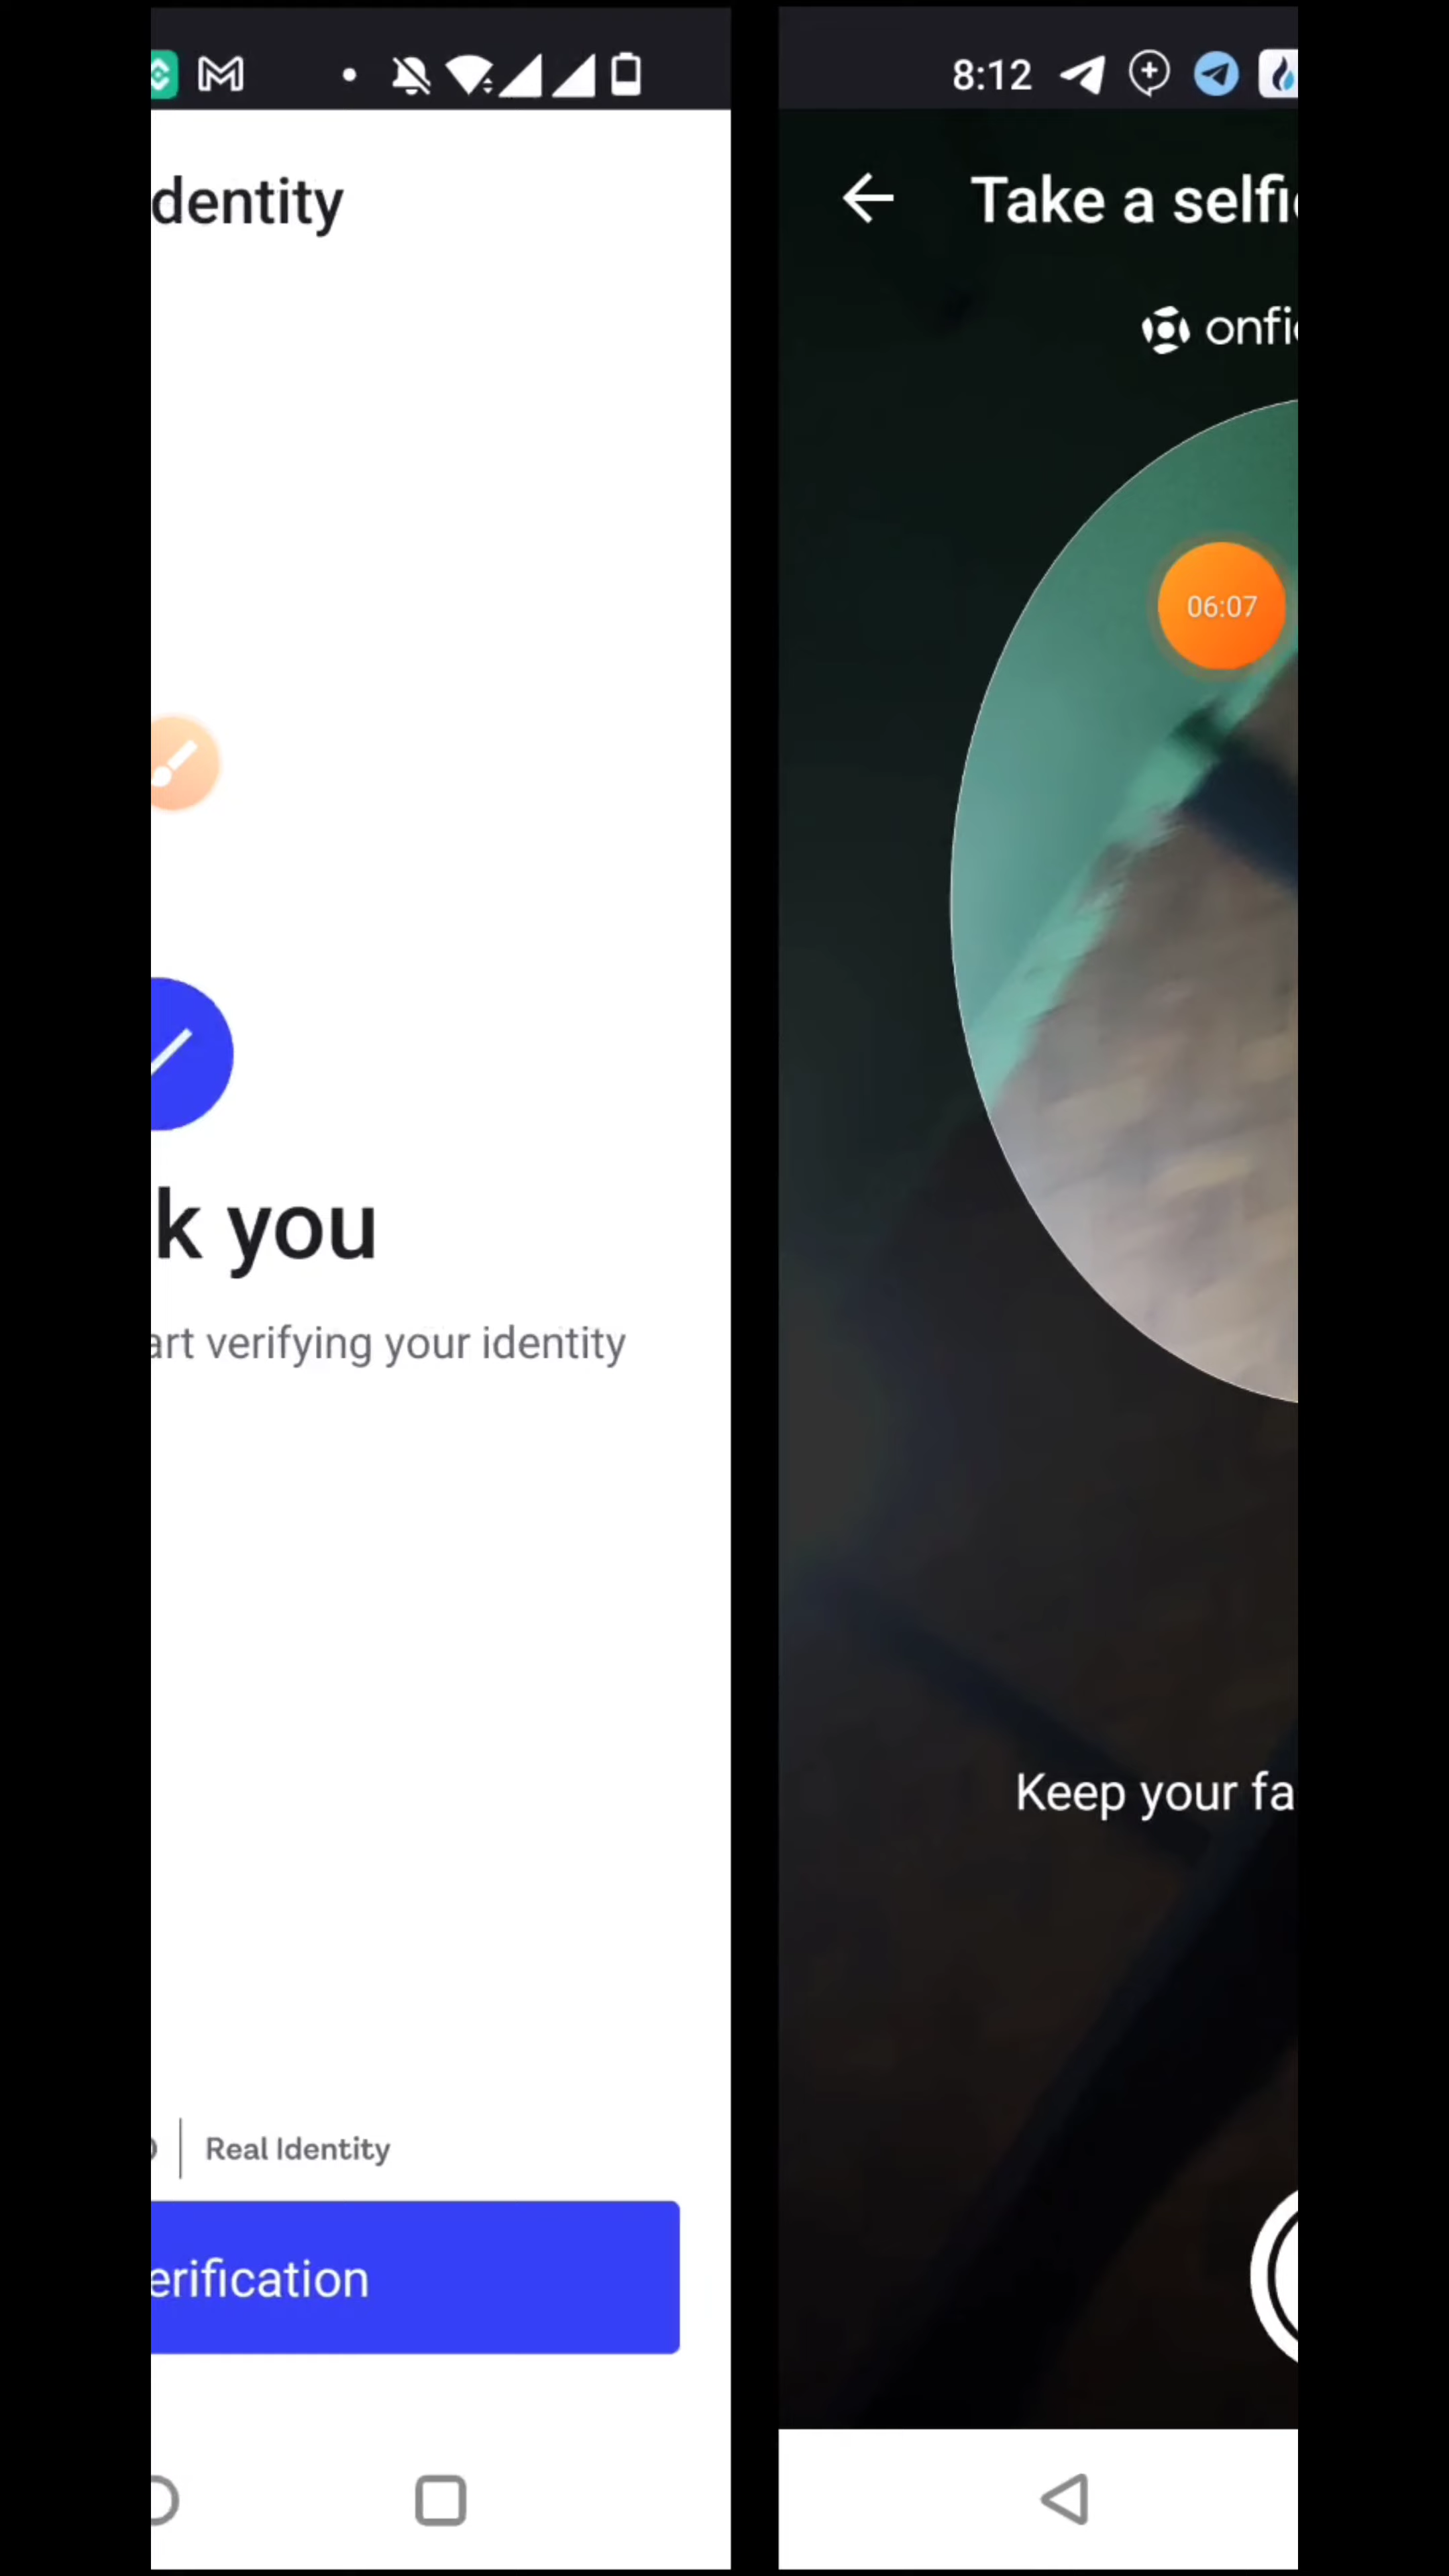 dentity
k you
art verifying your identity
Real Identity
erification
8:12
Take a selfi
onfi
06:07
Keep your fa